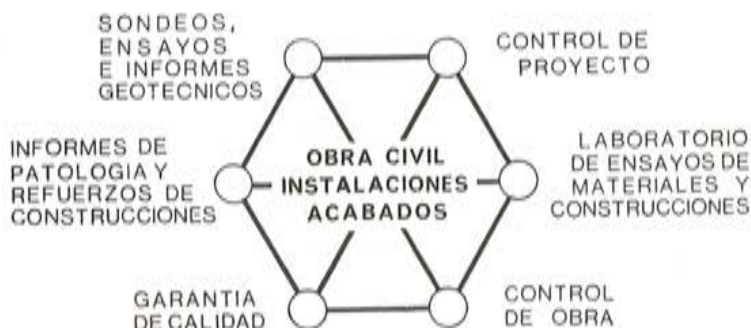 SONDEOS,
ENSAYOS
E INFORMES
GEOTECNICOS
CONTROL DE
PROYECTO
INFORMES DE
PATOLOGIA Y
REFUERZOS DE
CONSTRUCCIONES
OBRA CIVIL
INSTALACIONES
ACABADOS
LABORATORIO
DE ENSAYOS DE
MATERIALES Y
CONSTRUCCIONES
GARANTIA
DE CALIDAD
CONTROL
DE OBRA